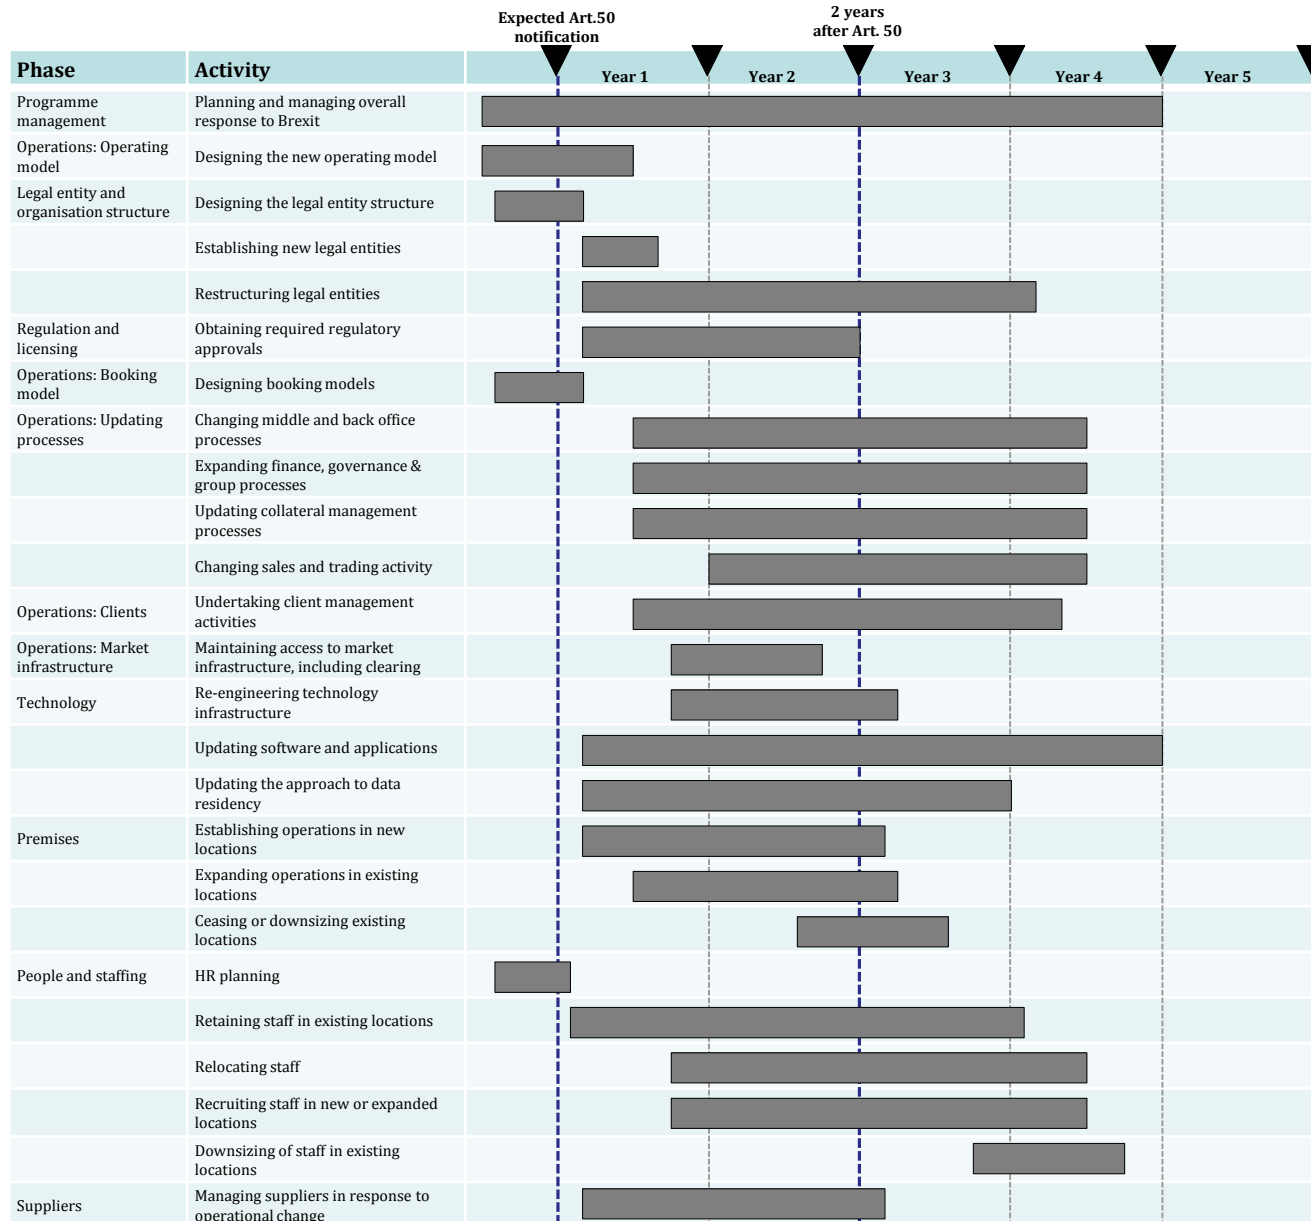 Expected Art.50
notification
2 years
after Art. 50
Phase
Activity
Year 1
Year 2
Year 3
Year 4
Year 5
Programme
management
Planning and managing overall
response to Brexit
Operations: Operating
model
Designing the new operating model
Legal entity and
organisation structure
Designing the legal entity structure
Establishing new legal entities
Restructuring legal entities
Regulation and
licensing
Obtaining required regulatory
approvals
Operations: Booking
model
Designing booking models
Operations: Updating
processes
Changing middle and back office
processes
Expanding finance, governance &
group processes
Updating collateral management
processes
Changing sales and trading activity
Operations: Clients
Undertaking client management
activities
Operations: Market
infrastructure
Maintaining access to market
infrastructure, including clearing
Technology
Re-engineering technology
infrastructure
Updating software and applications
Updating the approach to data
residency
Premises
Establishing operations in new
locations
Expanding operations in existing
locations
Ceasing or downsizing existing
locations
People and staffing
HR planning
Retaining staff in existing locations
Relocating staff
Recruiting staff in new or expanded
locations
Downsizing of staff in existing
locations
Suppliers
Managing suppliers in response to
operational change